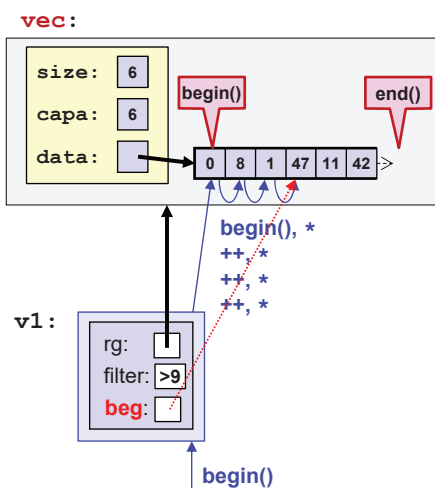 vec:
size: 6
begin()
end()
capa: 6
data:
0 8 1 47 11 42
begin(), *
++, *
++, *
++, *
v1:
rg:
filter: >9
beg:
begin()